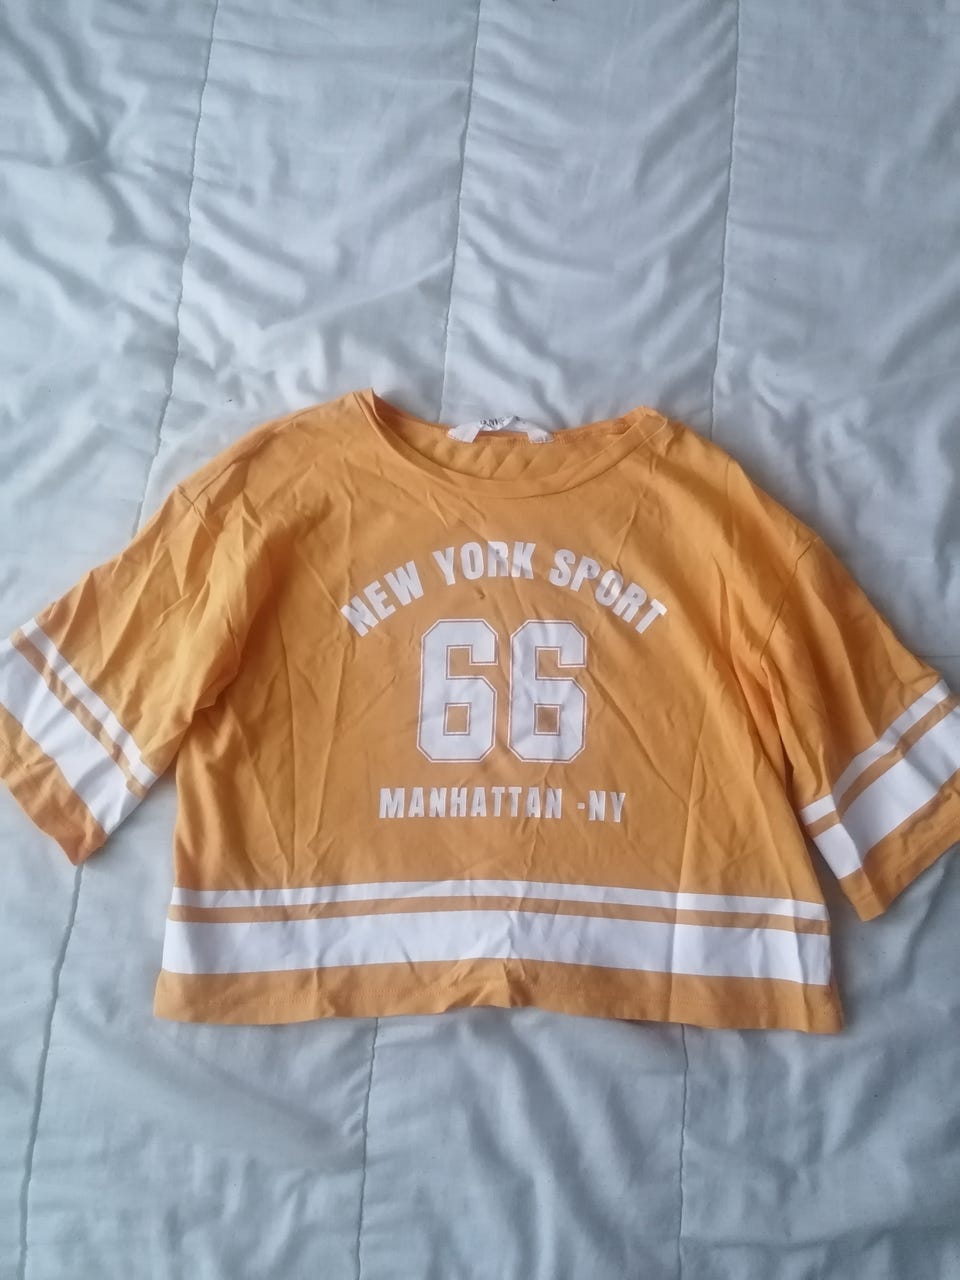 NEW YORK SPORT
66
MANHATTAN -NY